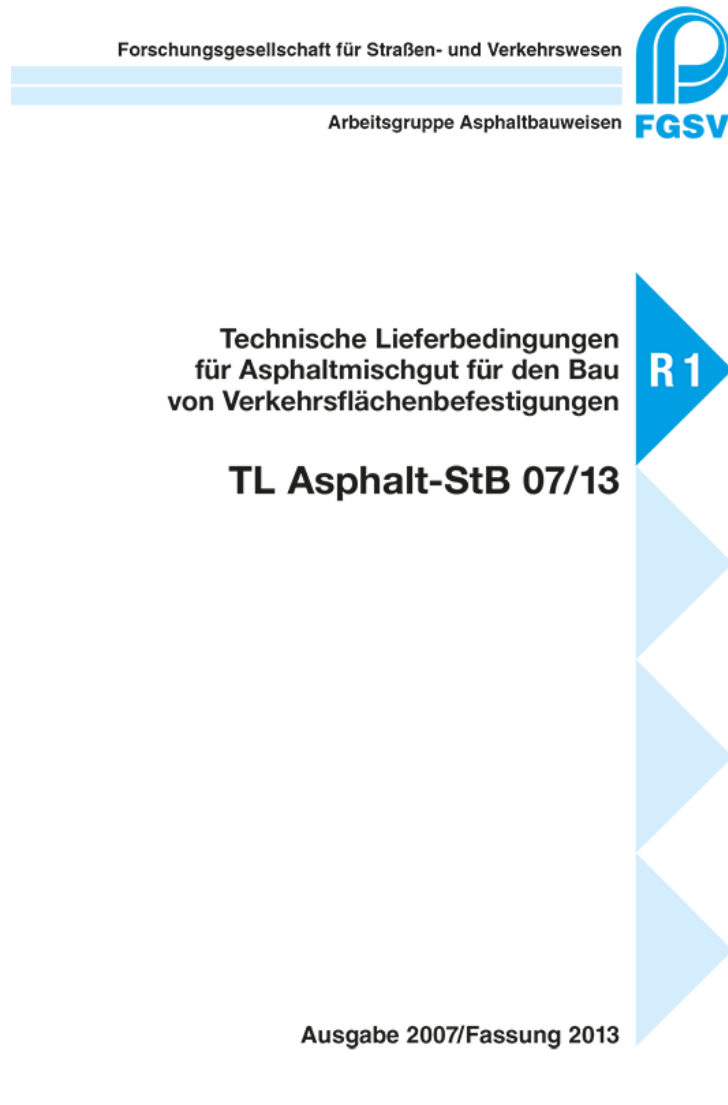 Forschungsgesellschaft für Straßen- und Verkehrswesen
Arbeitsgruppe Asphaltbauweisen
FGSV
Technische Lieferbedingungen
für Asphaltmischgut für den Bau
von Verkehrsflächenbefestigungen
R 1
TL Asphalt-StB 07/13
Ausgabe 2007/Fassung 2013